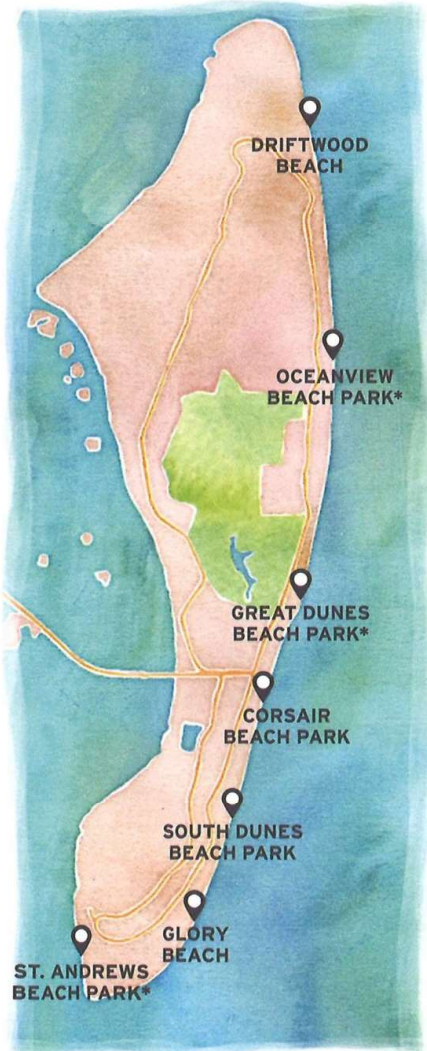 DRIFTWOOD
BEACH
OCEANVIEW
BEACH PARK*
GREAT DUNES
BEACH PARK*
CORSAIR
BEACH PARK
SOUTH DUNES
BEACH PARK
GLORY
BEACH
ST. ANDREWS
BEACH PARK*